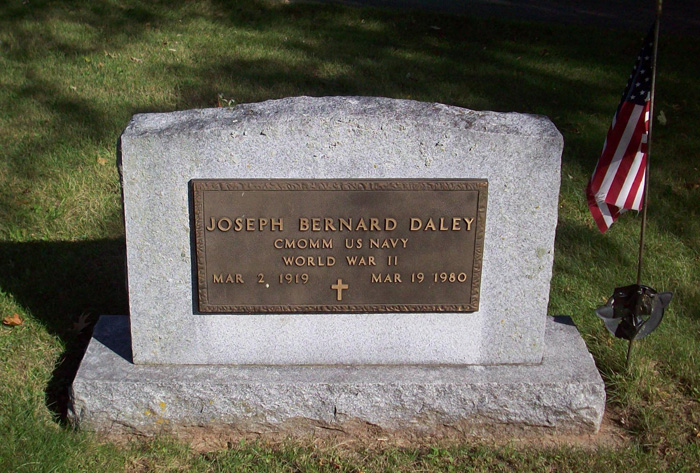 JOSEPH BERNARD DALEY
CMOMM US NAVY
WORLD WAR II
MAR 2, 1919 MAR 19 1980